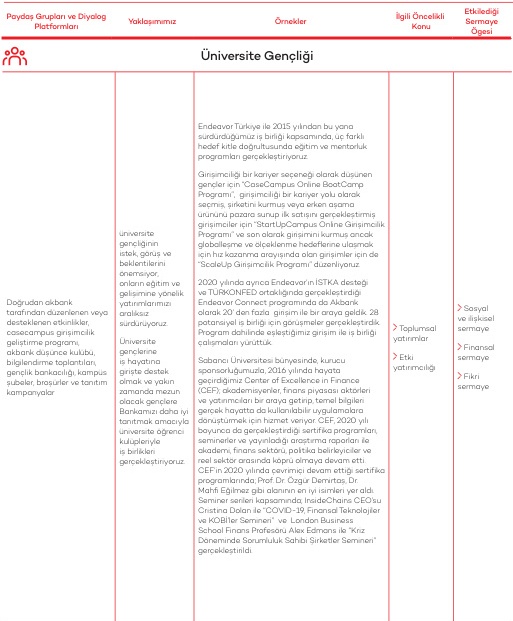 Paydaş Grupları ve Diyalog
Platformları
Yaklaşımımız
Örnekler
İlgili Öncelikli
Konu
Etkilediği
Sermaye
Ögesi
Üniversite Gençliği
Doğrudan akbank
tarafından düzenlenen veya
desteklenen etkinlikler,
casecampus girişimcilik
geliştirme programı,
akbank düşünce kulübü,
bilgilendirme toplantıları,
gençlik bankacılığı, kampüs
şubeler, broşürler ve tanıtım
kampanyalar
üniversite
gençliğinin
istek, görüş ve
beklentilerini
önemsiyor,
onların eğitim ve
gelişimine yönelik
yatırımlarımızı
aralıksız
sürdürüyoruz.
Üniversite
gençlerine
iş hayatına
girişte destek
olmak ve yakın
zamanda mezun
olacak gençlere
Bankamızı daha iyi
tanıtmak amacıyla
üniversite öğrenci
kulüpleriyle
iş birlikleri
gerçekleştiriyoruz.
Endeavor Türkiye ile 2015 yılından bu yana
sürdürdüğümüz iş birliği kapsamında, üç farklı
hedef kitle doğrultusunda eğitim ve mentorluk
programları gerçekleştiriyoruz.
Girişimciliği bir kariyer seçeneği olarak düşünen
gençler için "CaseCampus Online BootCamp
Programı", girişimciliği bir kariyer yolu olarak
seçmiş, şirketini kurmuş veya erken aşama
ürününü pazara sunup ilk satışını gerçekleştirmiş
girişimciler için "StartUpCampus Online Girişimcilik
Programı" ve son olarak girişimini kurmuş ancak
globalleşme ve ölçeklenme hedeflerine ulaşmak
için hız kazanma arayışında olan girişimler için de
"ScaleUp Girişimcilik Programı" düzenliyoruz.
2020 yılında ayrıca Endeavor'ın İSTKA desteği
ve TÜRKONFED ortaklığında gerçekleştirdiği
Endeavor Connect programında da Akbank
olarak 20' den fazla girişim ile bir araya geldik. 28
potansiyel iş birliği için görüşmeler gerçekleştirdik.
Program dahilinde eşleştiğimiz girişim ile iş birliği
çalışmaları yürüttük.
Sabancı Üniversitesi bünyesinde, kurucu
sponsorluğumuzla, 2016 yılında hayata
geçirdiğimiz Center of Excellence in Finance
(CEF); akademisyenler, finans piyasası aktörleri
ve yatırımcıları bir araya getirip, temel bilgileri
gerçek hayatta da kullanılabilir uygulamalara
dönüştürmek için hizmet veriyor. CEF, 2020 yılı
boyunca da gerçekleştirdiği sertifika programları,
seminerler ve yayınladığı araştırma raporları ile
akademi, finans sektörü, politika belirleyiciler ve
reel sektör arasında köprü olmaya devam etti.
CEF'in 2020 yılında çevrimiçi devam ettiği sertifika
programlarında; Prof. Dr. Özgür Demirtaş, Dr.
Mahfi Eğilmez gibi alanının en iyi isimleri yer aldı.
Seminer serileri kapsamında; InsideChains CEO'su
Cristina Dolan ile "COVID-19, Finansal Teknolojiler
ve KOBİ'ler Semineri" ve London Business
School Finans Profesörü Alex Edmans ile "Kriz
Döneminde Sorumluluk Sahibi Şirketler Semineri"
gerçekleştirildi.
Toplumsal
yatırımlar
Etki
yatırımcılığı
Sosyal
ve ilişkisel
sermaye
Finansal
sermaye
Fikri
sermaye